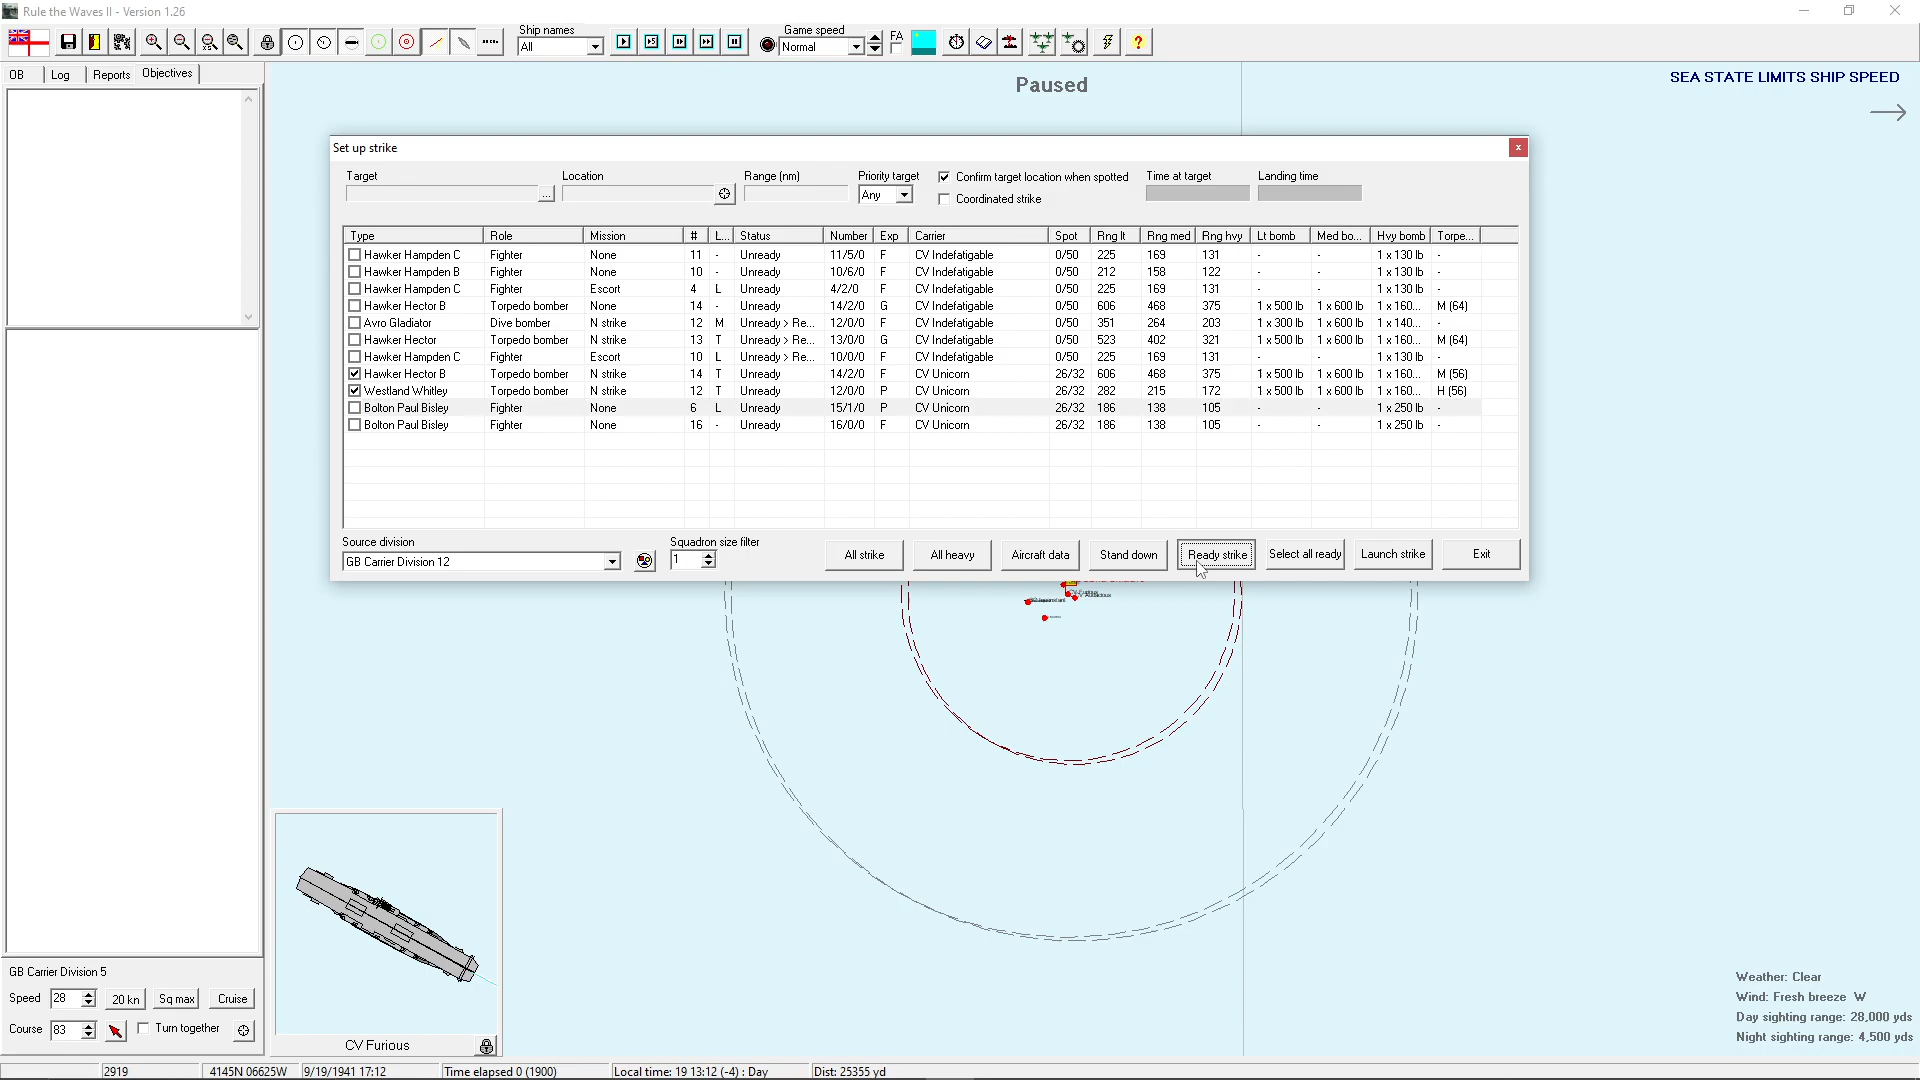 Rule the Waves II - Version 1.26
Ship names
All
Game speed
Normal
FA
OB
Log
Reports
Objectives
Paused
SEA STATE LIMITS SHIP SPEED
Set up strike
x
Target
Location
Range (nm)
Priority target
Confirm target location when spotted
Time at target
Landing time
...
Any
Coordinated strike
Type Role Mission # L... Status Number Exp Carrier Spot Rng lt Rng med Rng hvy Lt bomb Med bo... Hvy bomb Torpe...
Hawker Hampden C Fighter None 11 - Unready 11/5/0 F CV Indefatigable 0/50 225 169 131 - - 1 x 130 lb -
Hawker Hampden B Fighter None 10 - Unready 10/6/0 F CV Indefatigable 0/50 212 158 122 - - 1 x 130 lb -
Hawker Hampden C Fighter Escort 4 L Unready 4/2/0 F CV Indefatigable 0/50 225 169 131 - - 1 x 130 lb -
Hawker Hector B Torpedo bomber None 14 - Unready 14/2/0 G CV Indefatigable 0/50 606 468 375 1 x 500 lb 1 x 600 lb 1 x 160... M (64)
Avro Gladiator Dive bomber N strike 12 M Unready > Re... 12/0/0 F CV Indefatigable 0/50 351 264 203 1 x 300 lb 1 x 600 lb 1 x 140... -
Hawker Hector Torpedo bomber N strike 13 T Unready > Re... 13/0/0 G CV Indefatigable 0/50 523 402 321 1 x 500 lb 1 x 600 lb 1 x 160... M (64)
Hawker Hampden C Fighter Escort 10 L Unready > Re... 10/0/0 F CV Indefatigable 0/50 225 169 131 - - 1 x 130 lb -
Hawker Hector B Torpedo bomber N strike 14 T Unready 14/2/0 F CV Unicorn 26/32 606 468 375 1 x 500 lb 1 x 600 lb 1 x 160... M (56)
Westland Whitley Torpedo bomber N strike 12 T Unready 12/0/0 P CV Unicorn 26/32 282 215 172 1 x 500 lb 1 x 600 lb 1 x 160... H (56)
Bolton Paul Bisley Fighter None 6 L Unready 15/1/0 P CV Unicorn 26/32 186 138 105 - - 1 x 250 lb -
Bolton Paul Bisley Fighter None 16 - Unready 16/0/0 F CV Unicorn 26/32 186 138 105 - - 1 x 250 lb -
Source division
GB Carrier Division 12
Squadron size filter
1
All strike
All heavy
Aircraft data
Stand down
Ready strike
Select all ready
Launch strike
Exit
GB Carrier Division 5
Speed 28 20 kn Sq max Cruise
Course 83 Turn together
CV Furious
Weather: Clear
Wind: Fresh breeze W
Day sighting range: 28,000 yds
Night sighting range: 4,500 yds
2919
4145N 06625W
9/19/1941 17:12
Time elapsed 0 (1900)
Local time: 19 13:12 (-4) : Day
Dist: 25355 yd